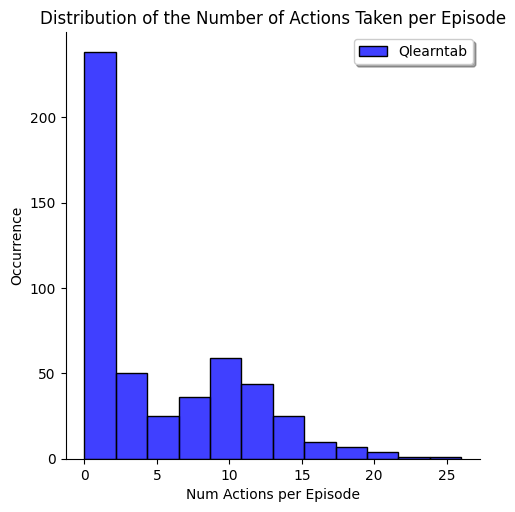 Distribution of the Number of Actions Taken per Episode
Qlearntab
200
150
100
50
0
Occurrence
0 5 10 15 20 25
Num Actions per Episode